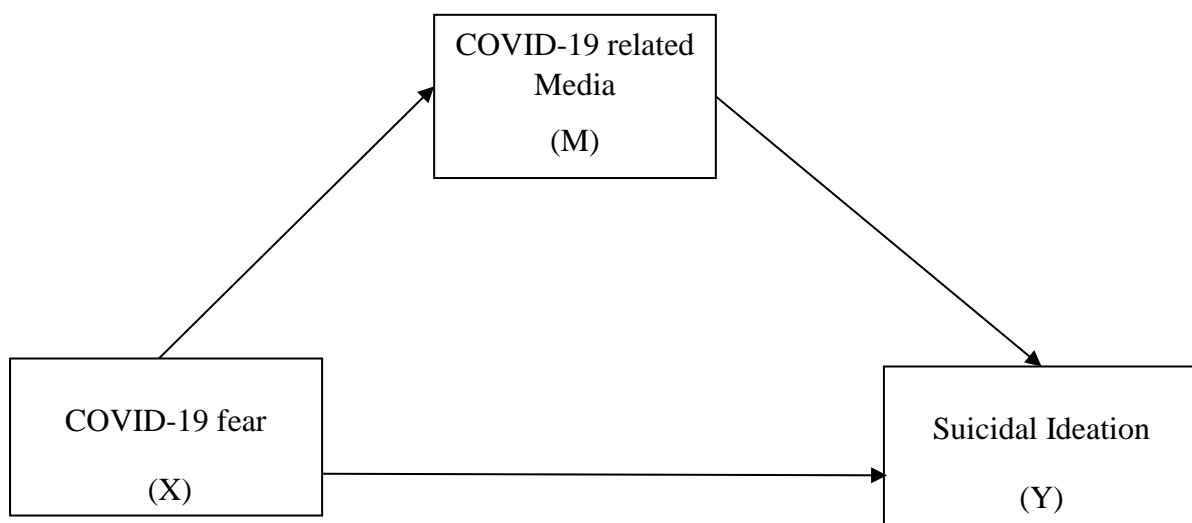 COVID-19 related
Media
(M)
COVID-19 fear
(X)
Suicidal Ideation
(Y)